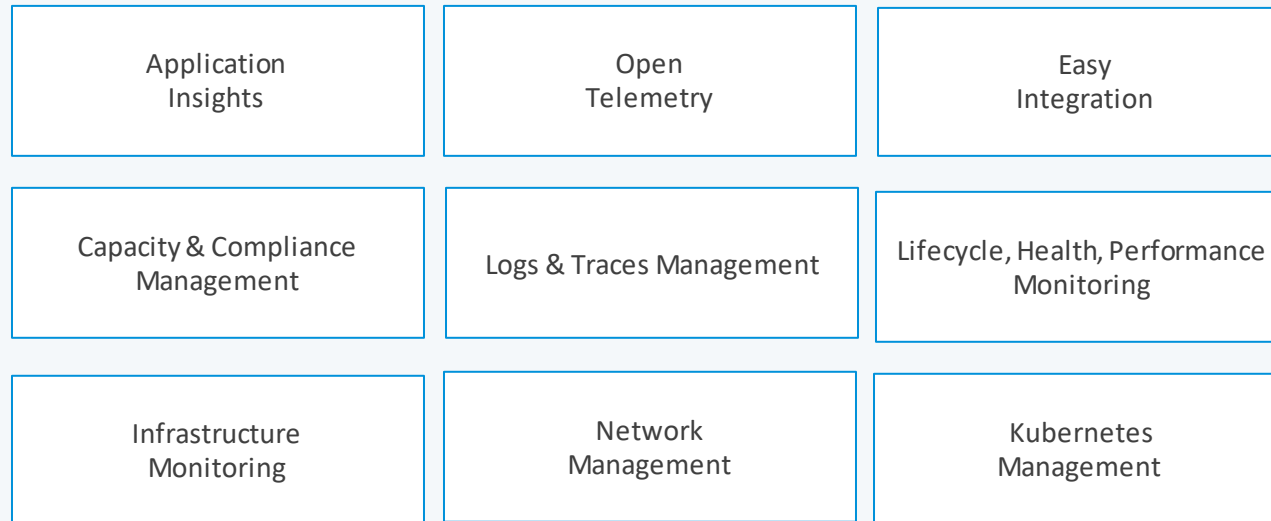 Application
Insights
Open
Telemetry
Easy
Integration
Capacity & Compliance
Management
Logs & Traces Management
Lifecycle, Health, Performance
Monitoring
Infrastructure
Monitoring
Network
Management
Kubernetes
Management